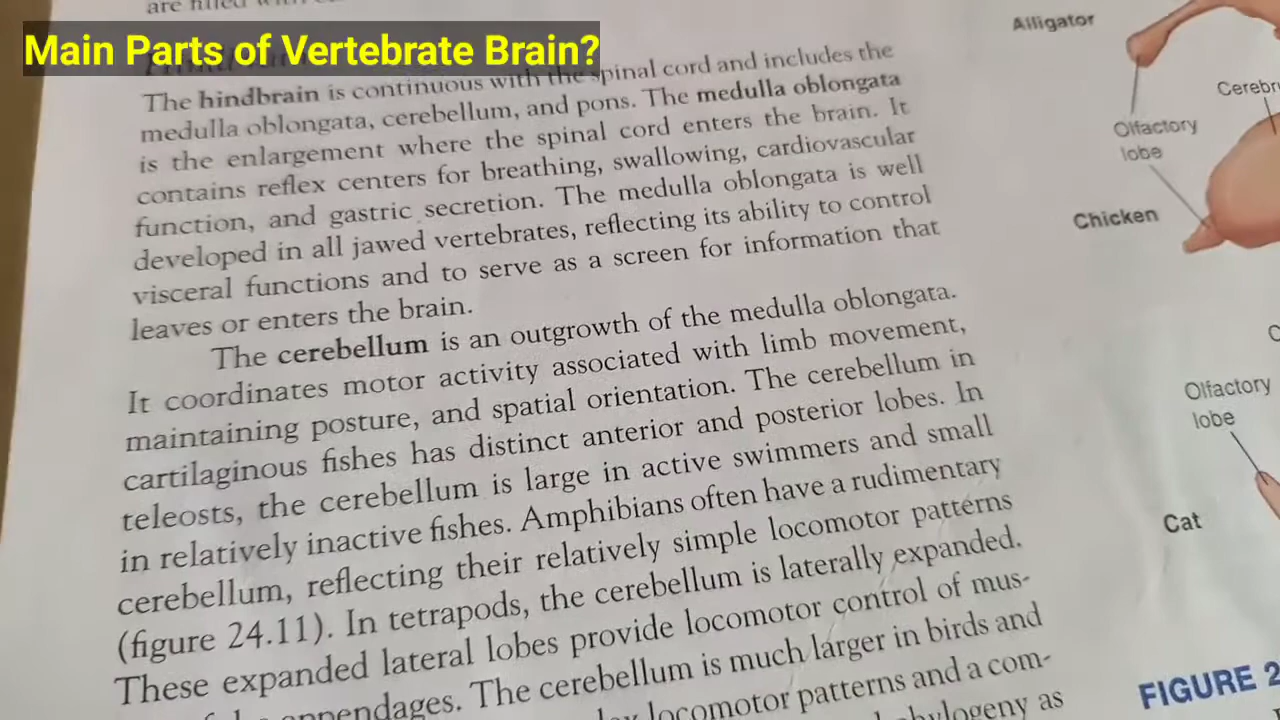 are filled with
Main Parts of Vertebrate Brain?
The hindbrain is continuous with the spinal cord and includes the
medulla oblongata, cerebellum, and pons. The medulla oblongata
is the enlargement where the spinal cord enters the brain. It
contains reflex centers for breathing, swallowing, cardiovascular
function, and gastric secretion. The medulla oblongata is well
developed in all jawed vertebrates, reflecting its ability to control
visceral functions and to serve as a screen for information that
leaves or enters the brain.
The cerebellum is an outgrowth of the medulla oblongata.
It coordinates motor activity associated with limb movement,
maintaining posture, and spatial orientation. The cerebellum in
cartilaginous fishes has distinct anterior and posterior lobes. In
teleosts, the cerebellum is large in active swimmers and small
in relatively inactive fishes. Amphibians often have a rudimentary
cerebellum, reflecting their relatively simple locomotor patterns
(figure 24.11). In tetrapods, the cerebellum is laterally expanded.
These expanded lateral lobes provide locomotor control of mus-
appendages. The cerebellum is much larger in birds and
locomotor patterns and a com-
phylogeny as
Alligator
Olfactory
lobe
Cerebr
Chicken
Olfactory
lobe
C
Cat
FIGURE 2